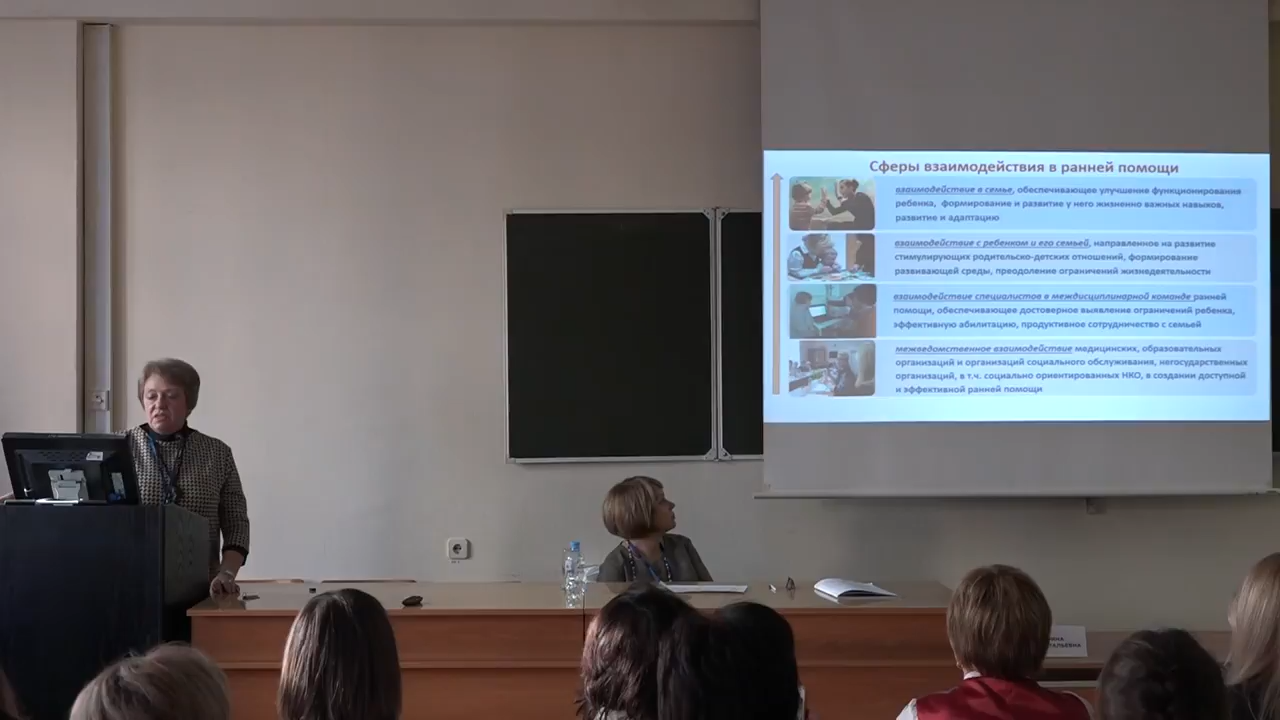 Сферы взаимодействия в ранней помощи
взаимодействие в семье, обеспечивающее улучшение функционирования
ребенка, формирование и развитие у него жизненно важных навыков,
развитие и адаптацию
взаимодействие с ребенком и его семьей, направленное на развитие
стимулирующих родительско-детских отношений, формирование
развивающей среды, преодоление ограничений жизнедеятельности
взаимодействие специалистов в междисциплинарной команде ранней
помощи, обеспечивающее достоверное выявление ограничений ребенка,
эффективную абилитацию, продуктивное сотрудничество с семьей
межведомственное взаимодействие медицинских, образовательных
организаций и организаций социального обслуживания, негосударственных
организаций, в т.ч. социально ориентированных НКО, в создании доступной
и эффективной ранней помощи